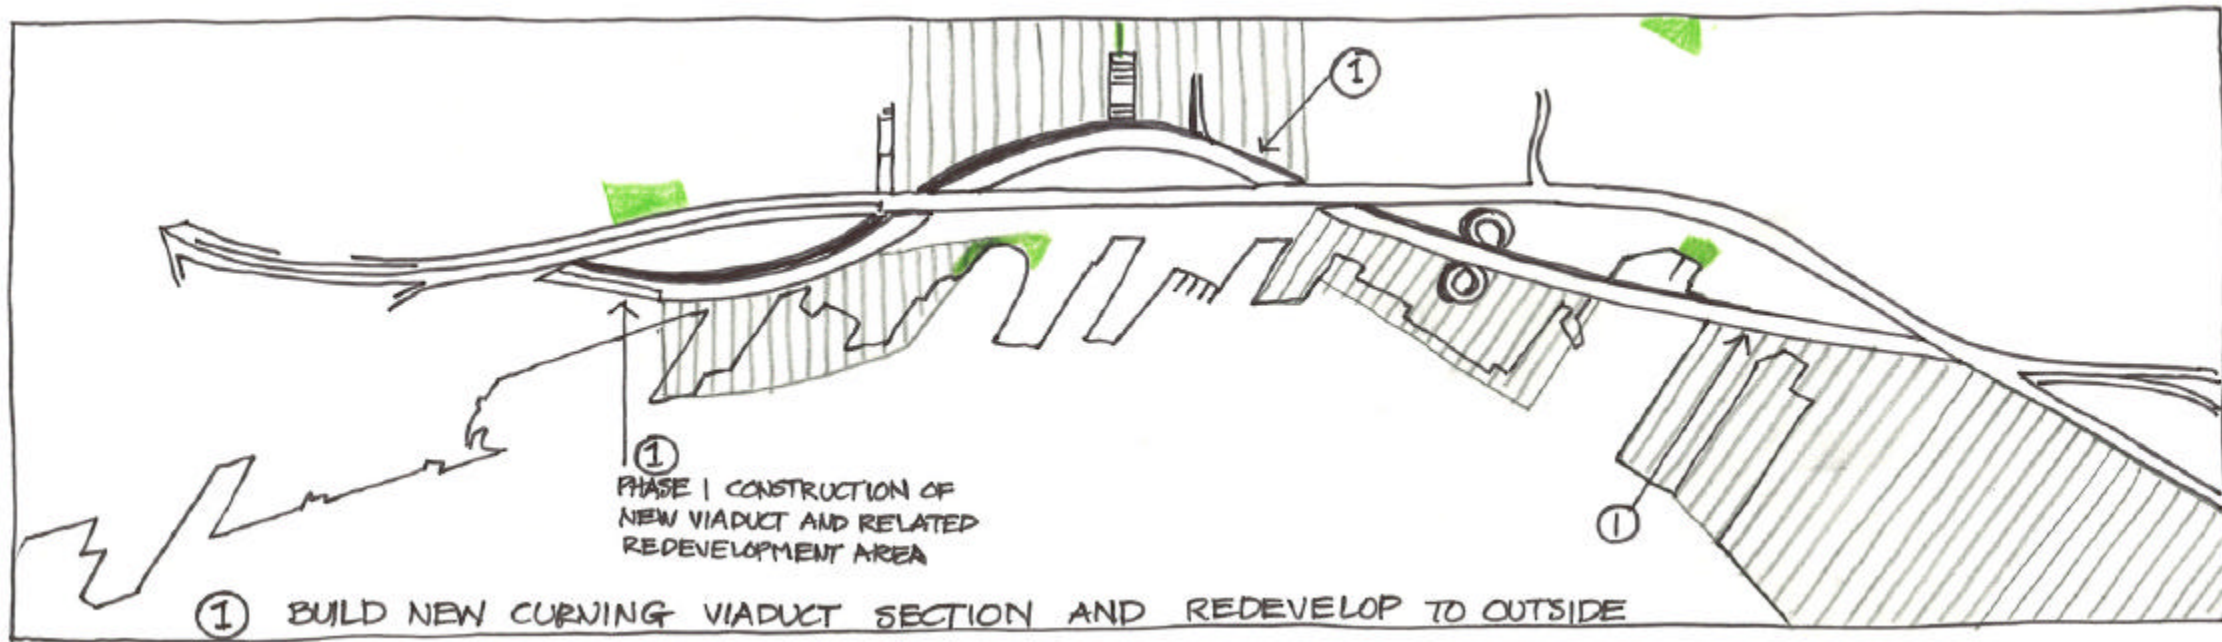 1
1
PHASE 1 CONSTRUCTION OF
NEW VIADUCT AND RELATED
REDEVELOPMENT AREA
1
1 BUILD NEW CURVING VIADUCT SECTION AND REDEVELOP TO OUTSIDE